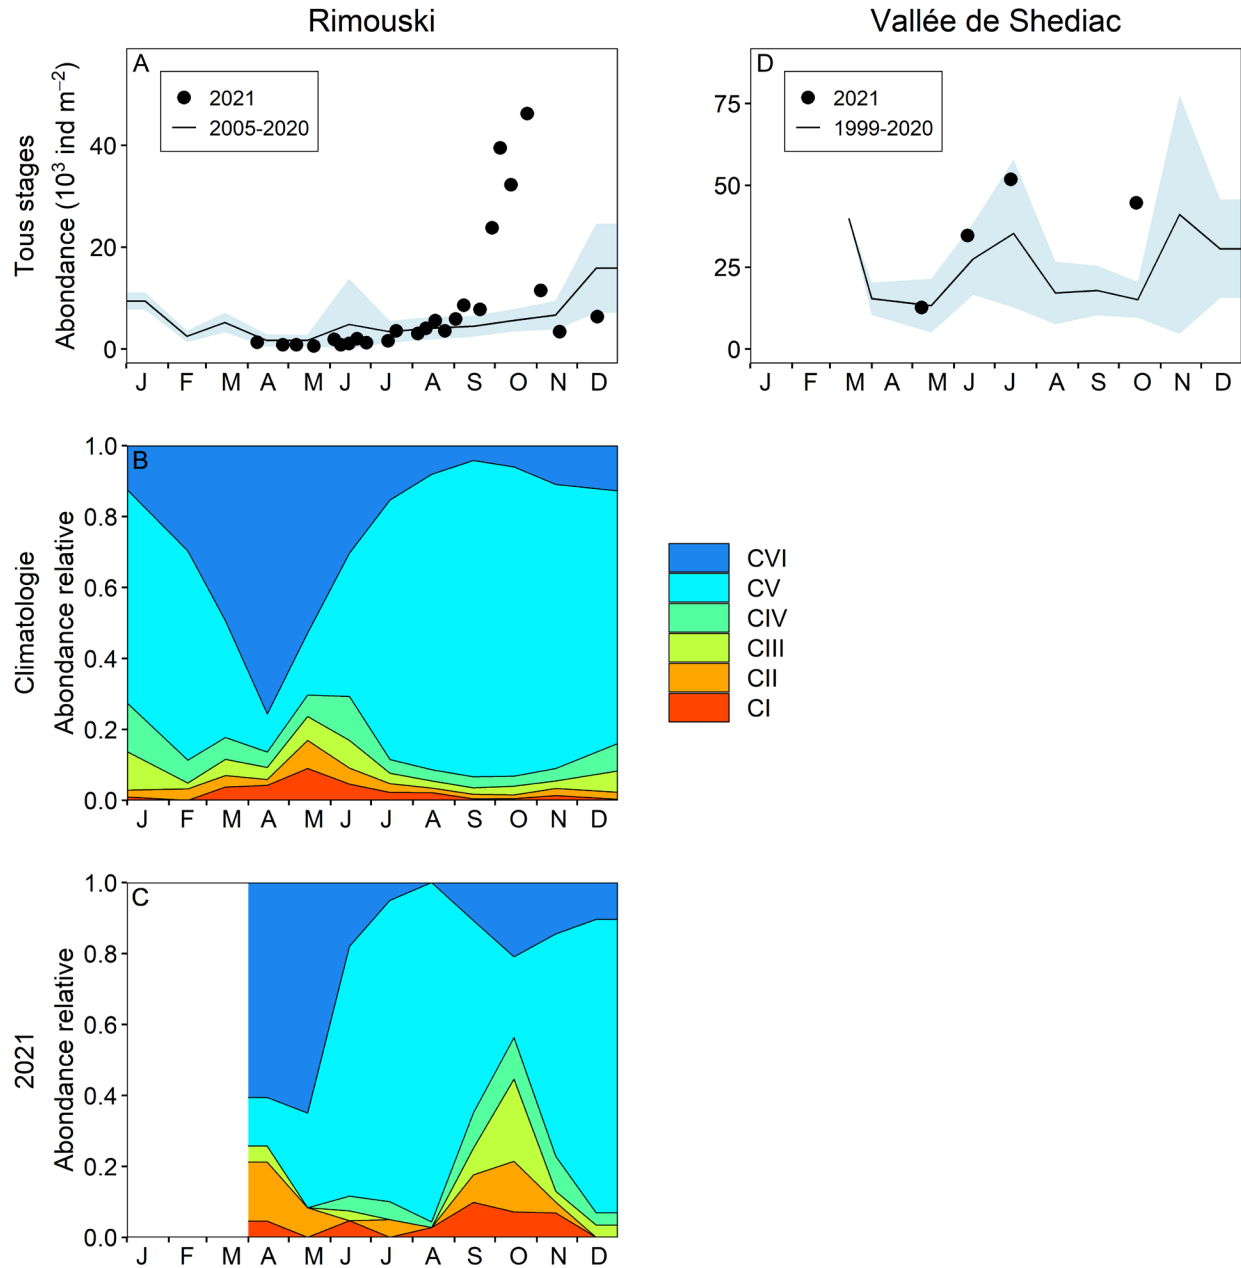 Rimouski
Vallée de Shediac
A
2021
2005-2020
Tous stages
Abondance (10³ ind m⁻²)
40
20
0
J F M A M J J A S O N D
D
2021
1999-2020
75
50
25
0
J F M A M J J A S O N D
B
Climatologie
Abondance relative
1.0
0.8
0.6
0.4
0.2
0.0
J F M A M J J A S O N D
CVI
CV
CIV
CIII
CII
CI
C
2021
Abondance relative
1.0
0.8
0.6
0.4
0.2
0.0
J F M A M J J A S O N D